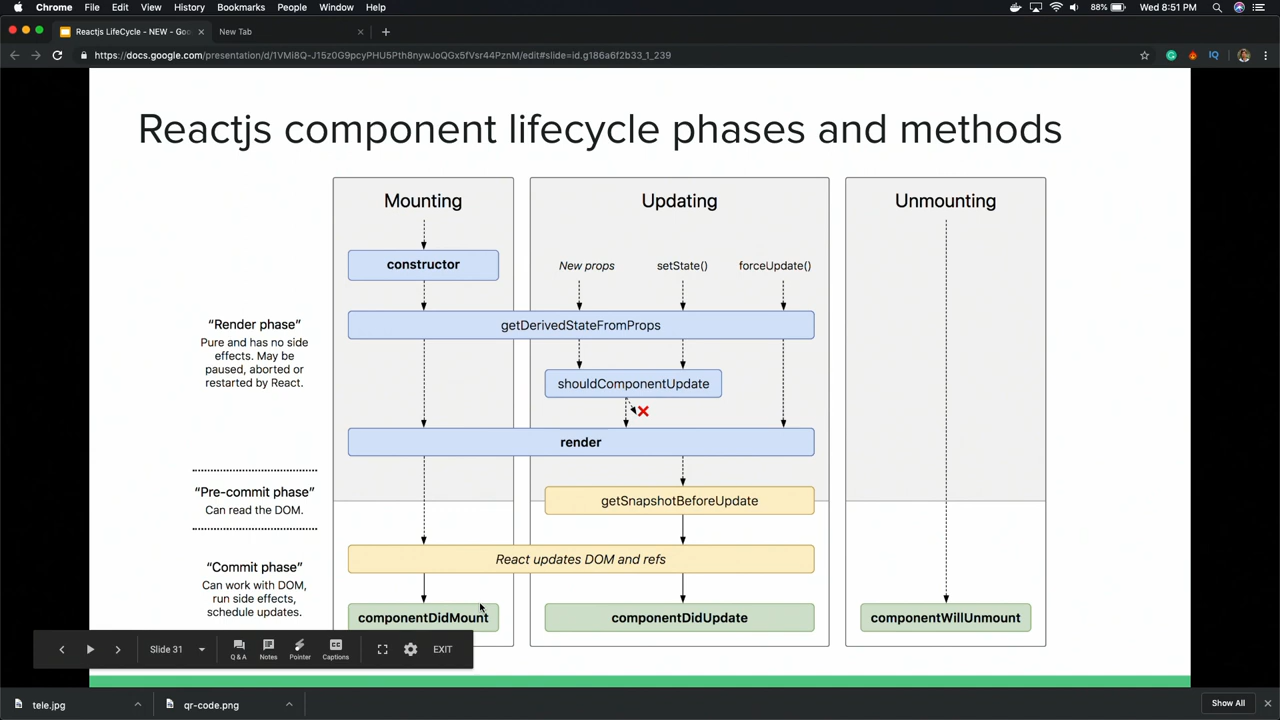 Chrome File Edit View History Bookmarks People Window Help 88% Wed 8:51 PM
Reactjs LifeCycle - NEW - Goo New Tab
https://docs.google.com/presentation/d/1VMi8Q-J15z0G9pcyPHU5Pth8nywJoQGx5fVsr44PznM/edit#slide=id.g186a6f2b33_1_239
Reactjs component lifecycle phases and methods
Mounting Updating Unmounting
constructor New props setState() forceUpdate()
“Render phase”
Pure and has no side
effects. May be
paused, aborted or
restarted by React.
getDerivedStateFromProps
shouldComponentUpdate
render
“Pre-commit phase”
Can read the DOM.
getSnapshotBeforeUpdate
“Commit phase”
Can work with DOM,
run side effects,
schedule updates.
React updates DOM and refs
componentDidMount componentDidUpdate componentWillUnmount
Slide 31 Q & A Notes Pointer CC Captions EXIT
tele.jpg qr-code.png Show All